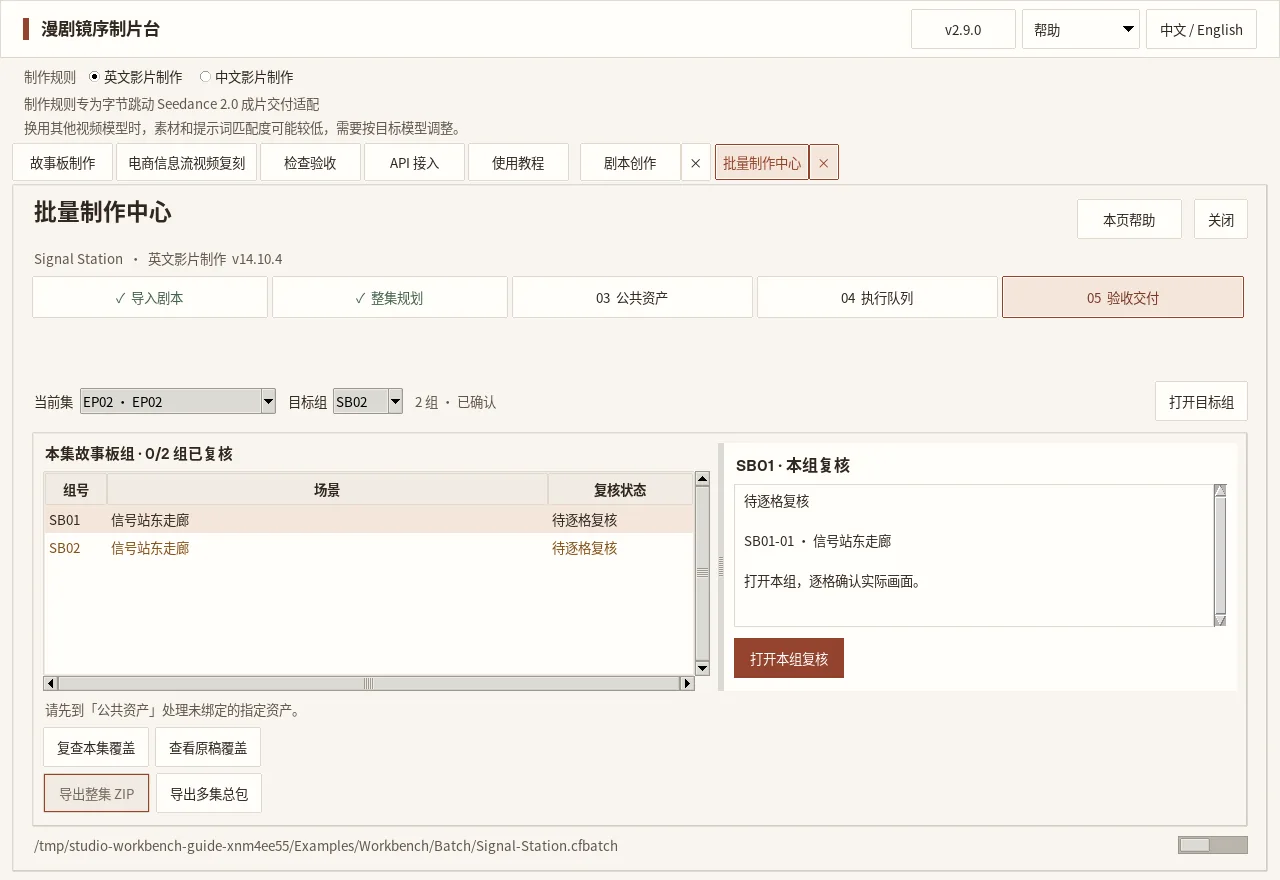 漫剧镜序制片台
v2.9.0
帮助
中文 / English
制作规则 英文影片制作 中文影片制作
制作规则专为字节跳动 Seedance 2.0 成片交付适配
换用其他视频模型时，素材和提示词匹配度可能较低，需要按目标模型调整。
故事板制作 电商信息流视频复刻 检查验收 API 接入 使用教程 剧本创作 × 批量制作中心 ×
批量制作中心
本页帮助 关闭
Signal Station · 英文影片制作 v14.10.4
✓ 导入剧本 ✓ 整集规划 03 公共资产 04 执行队列 05 验收交付
当前集 EP02 · EP02 目标组 SB02 2 组 · 已确认 打开目标组
本集故事板组 · 0/2 组已复核
组号 场景 复核状态
SB01 信号站东走廊 待逐格复核
SB02 信号站东走廊 待逐格复核
SB01 · 本组复核
待逐格复核
SB01-01 · 信号站东走廊
打开本组，逐格确认实际画面。
打开本组复核
请先到「公共资产」处理未绑定的指定资产。
复查本集覆盖 查看原稿覆盖
导出整集 ZIP 导出多集总包
/tmp/studio-workbench-guide-xnm4ee55/Examples/Workbench/Batch/Signal-Station.cfbatch